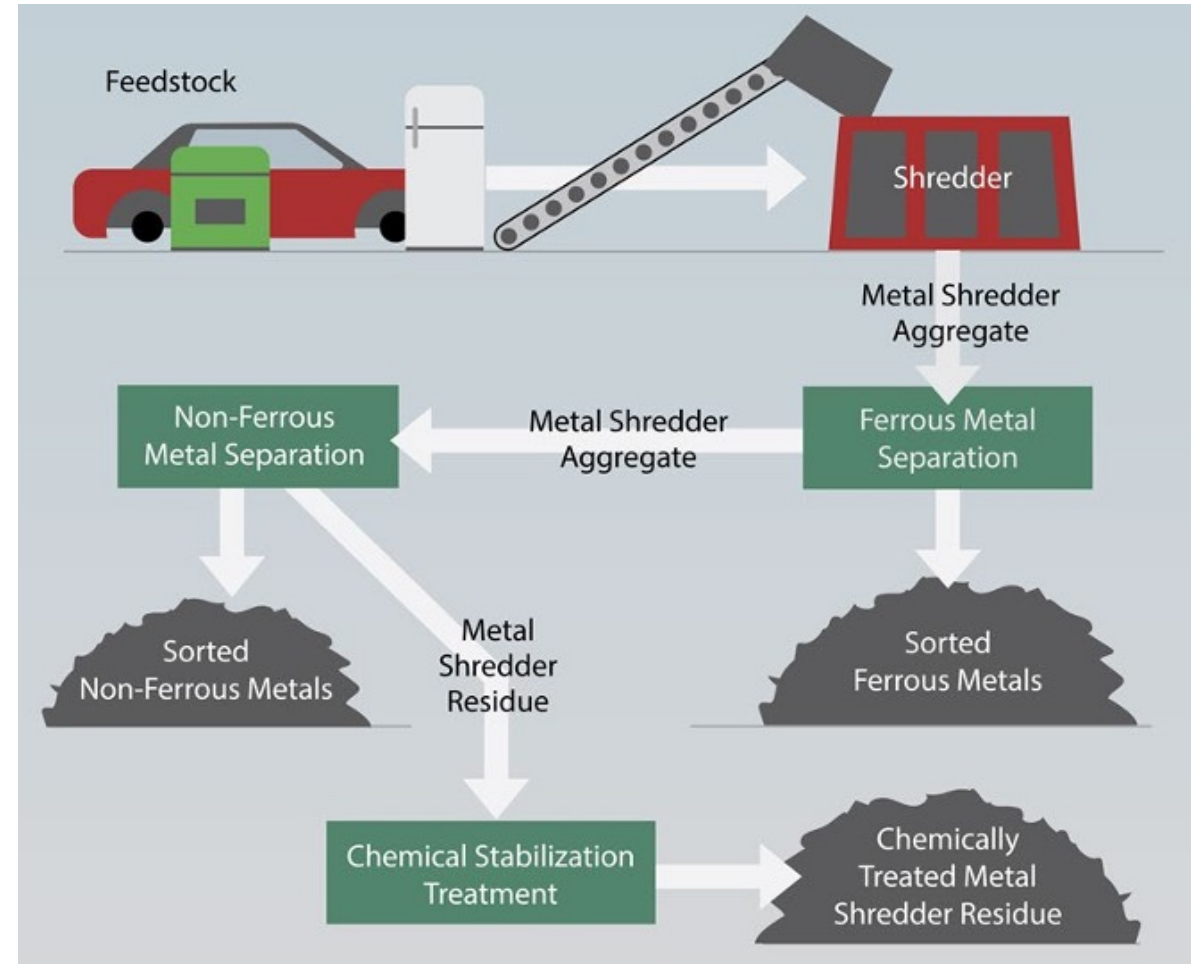 Feedstock
Shredder
Metal Shredder
Aggregate
Ferrous Metal
Separation
Metal Shredder
Aggregate
Non-Ferrous
Metal Separation
Sorted
Non-Ferrous Metals
Metal
Shredder
Residue
Sorted
Ferrous Metals
Chemical Stabilization
Treatment
Chemically
Treated Metal
Shredder Residue